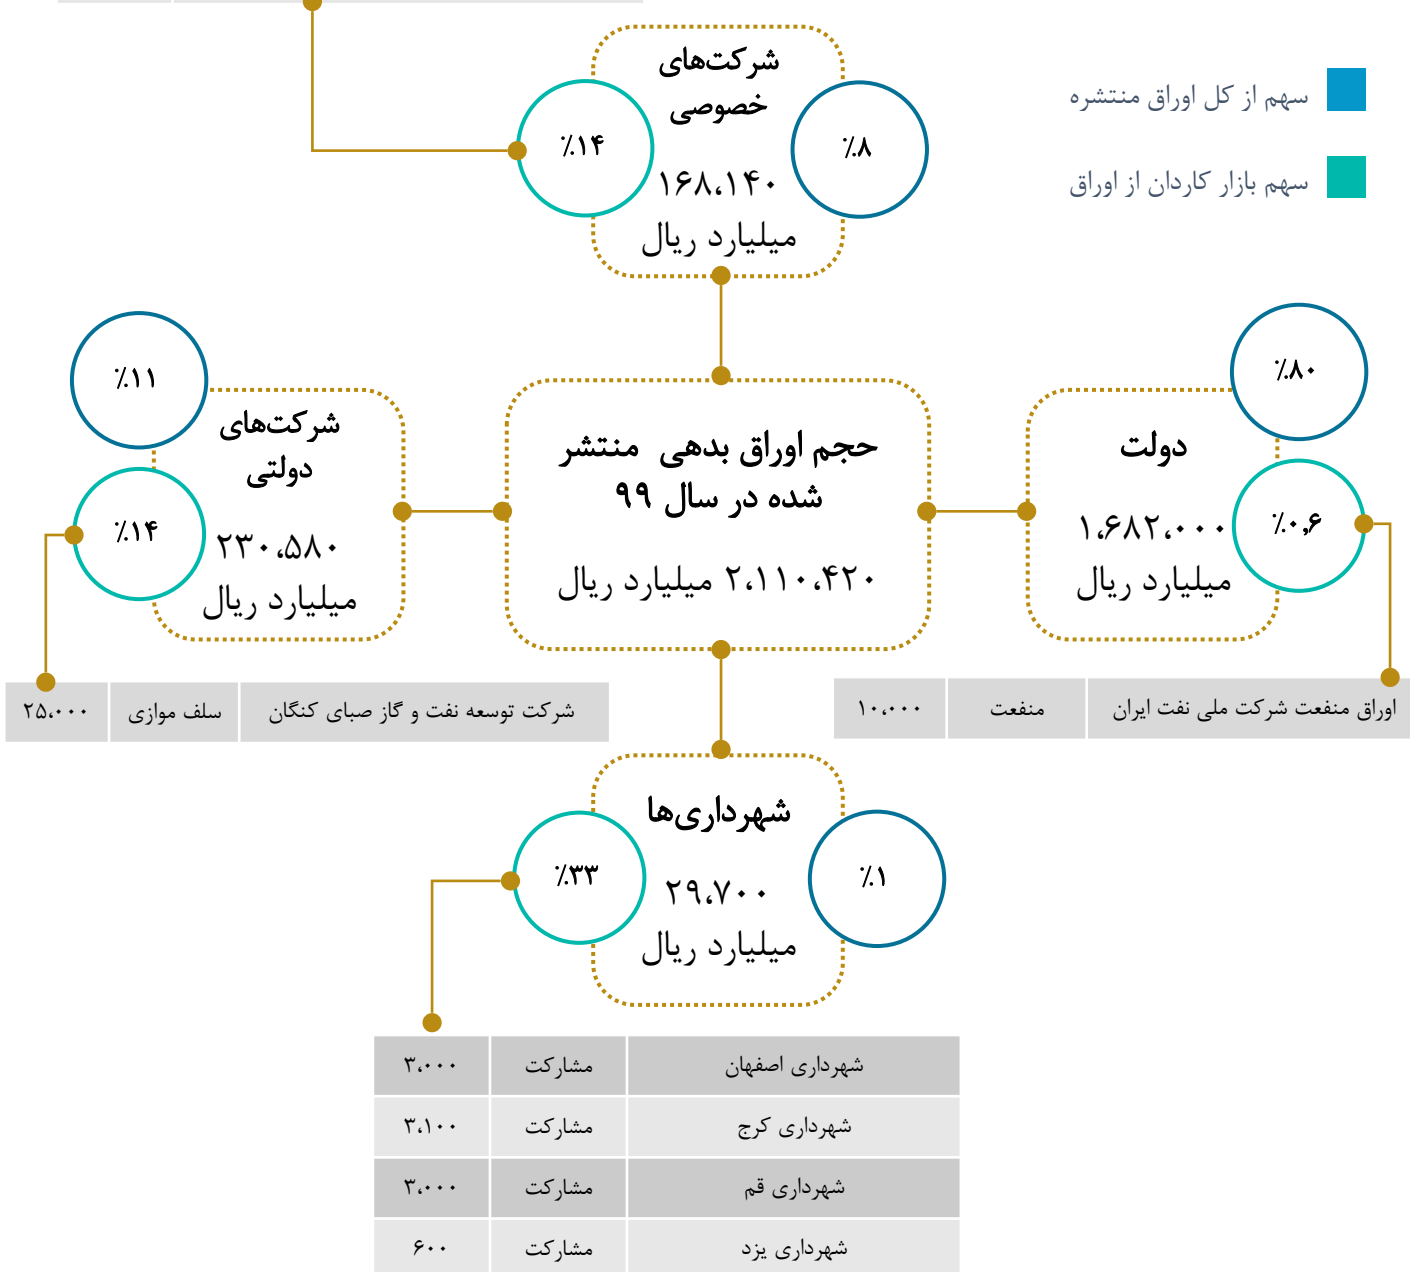 شرکت‌های
خصوصی
۱۶۸،۱۴۰
میلیارد ریال
٪۱۴
٪۸
سهم از کل اوراق منتشره
سهم بازار کاردان از اوراق
٪۸۰
دولت
۱،۶۸۲،۰۰۰
میلیارد ریال
٪۰٫۶
حجم اوراق بدهی منتشر
شده در سال ۹۹
۲،۱۱۰،۴۲۰ میلیارد ریال
٪۱۱
شرکت‌های
دولتی
۲۳۰،۵۸۰
میلیارد ریال
٪۱۴
اوراق منفعت شرکت ملی نفت ایران منفعت ۱۰،۰۰۰
شرکت توسعه نفت و گاز صبای کنگان سلف موازی ۲۵،۰۰۰
شهرداری‌ها
۲۹،۷۰۰
میلیارد ریال
٪۱
٪۳۳
شهرداری اصفهان مشارکت ۳،۰۰۰
شهرداری کرج مشارکت ۳،۱۰۰
شهرداری قم مشارکت ۳،۰۰۰
شهرداری یزد مشارکت ۶۰۰